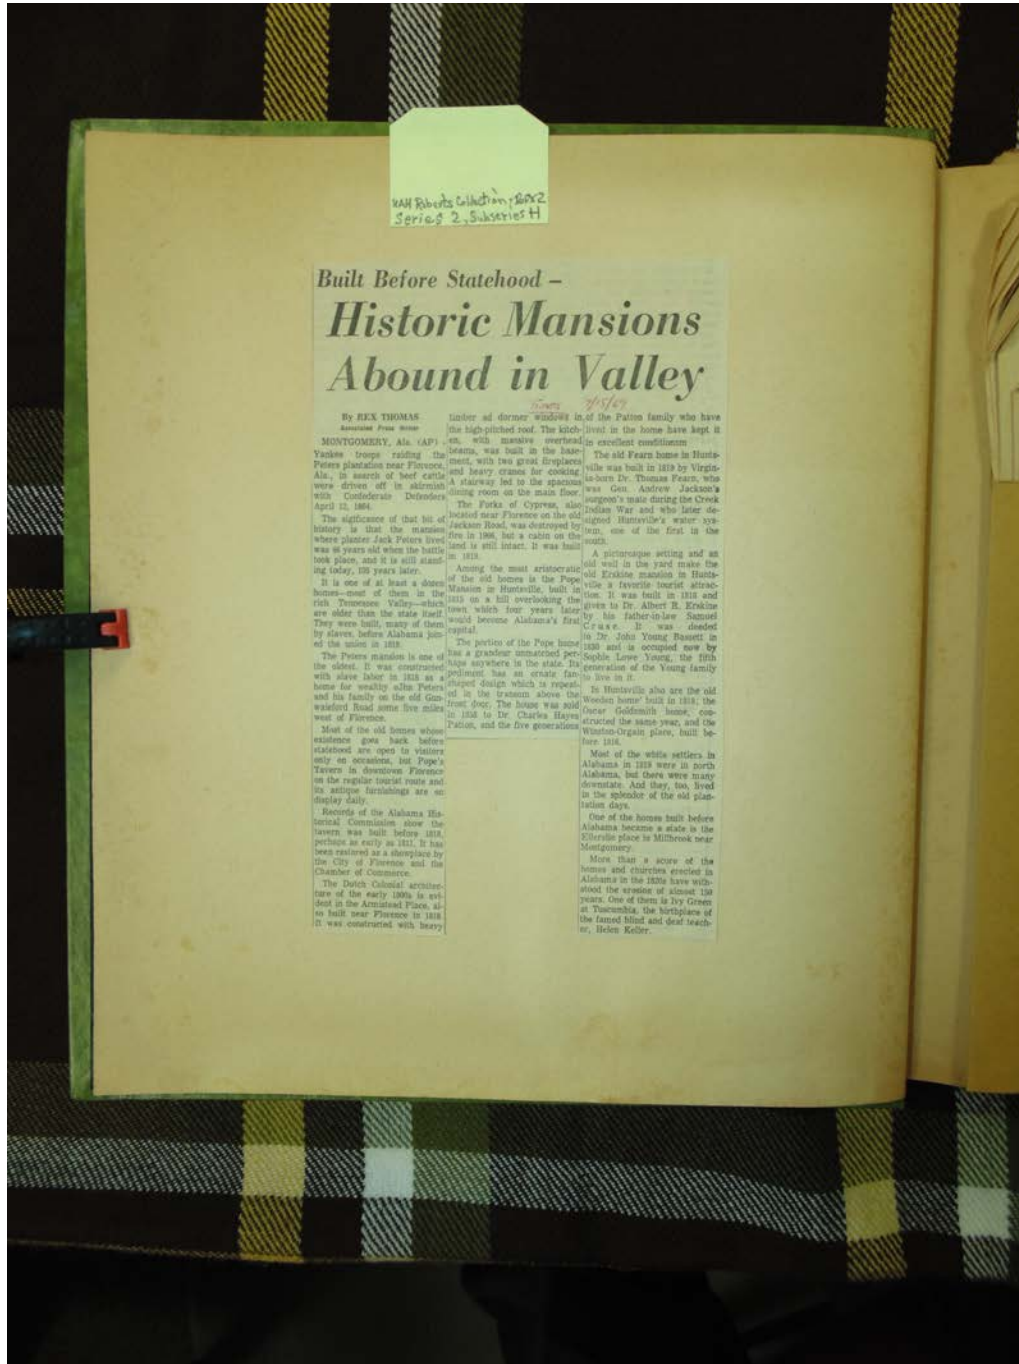 UAH Roberts Collection, Box 2
Series 2, Subseries H
Built Before Statehood –
Historic Mansions
Abound in Valley
Times 7/15/69
By REX THOMAS
Associated Press Writer
MONTGOMERY, Ala. (AP) -
Yankee troops raiding the
Peters plantation near Florence,
Ala., in search of beef cattle
were driven off in skirmish
with Confederate Defenders
April 12, 1864.
The sigificance of that bit of
history is that the mansion
where planter Jack Peters lived
was 46 years old when the battle
took place, and it is still stand-
ing today, 105 years later.
It is one of at least a dozen
homes—most of them in the
rich Tennessee Valley—which
are older than the state itself.
They were built, many of them
by slaves, before Alabama join-
ed the union in 1819.
The Peters mansion is one of
the oldest. It was constructed
with slave labor in 1818 as a
home for wealthy John Peters
and his family on the old Gun-
waleford Road some five miles
west of Florence.
Most of the old homes whose
existence goes back before
statehood are open to visitors
only on occasions, but Pope's
Tavern in downtown Florence
on the regular tourist route and
its antique furnishings are on
display daily.
Records of the Alabama His-
torical Commission show the
tavern was built before 1818,
perhaps as early as 1811. It has
been restored as a showplace by
the City of Florence and the
Chamber of Commerce.
The Dutch Colonial architec-
ture of the early 1800s is evi-
dent in the Armistead Place, al-
so built near Florence in 1818.
It was constructed with heavy
timber ad dormer windows in
the high-pitched roof. The kitch-
en, with massive overhead
beams, was built in the base-
ment, with two great fireplaces
and heavy cranes for cooking.
A stairway led to the spacious
dining room on the main floor.
The Forks of Cypress, also
located near Florence on the old
Jackson Road, was destroyed by
fire in 1966, but a cabin on the
land is still intact. It was built
in 1818.
Among the most aristocratic
of the old homes is the Pope
Mansion in Huntsville, built in
1815 on a hill overlooking the
town which four years later
would become Alabama's first
capital.
The portico of the Pope home
has a grandeur unmatched per-
haps anywhere in the state. Its
pediment has an ornate fan-
shaped design which is repeat-
ed in the transom above the
front door. The house was sold
in 1858 to Dr. Charles Hayes
Patton, and the five generations
of the Patton family who have
lived in the home have kept it
in excellent conditionm
The old Fearn home in Hunts-
ville was built in 1819 by Virgin-
ia-born Dr. Thomas Fearn, who
was Gen. Andrew Jackson's
surgeon's mate during the Creek
Indian War and who later de-
signed Huntsville's water sys-
tem, one of the first in the
south.
A picturesque setting and an
old well in the yard make the
old Erskine mansion in Hunts-
ville a favorite tourist attrac-
tion. It was built in 1818 and
given to Dr. Albert R. Erskine
by his father-in-law Samuel
Cruse. It was deeded
to Dr. John Young Bassett in
1830 and is occupied now by
Sophie Lowe Young, the fifth
generation of the Young family
to live in it.
In Huntsville also are the old
Weeden home' built in 1818; the
Oscar Goldsmith home, con-
structed the same year, and the
Winston-Orgain place, built be-
fore 1816.
Most of the white settlers in
Alabama in 1819 were in north
Alabama, but there were many
downstate. And they, too, lived
in the splendor of the old plan-
tation days.
One of the homes built before
Alabama became a state is the
Ellerslie place is Millbrook near
Montgomery.
More than a score of the
homes and churches erected in
Alabama in the 1820s have with-
stood the erosion of almost 150
years. One of them is Ivy Green
at Tuscumbia, the birthplace of
the famed blind and deaf teach-
er, Helen Keller.